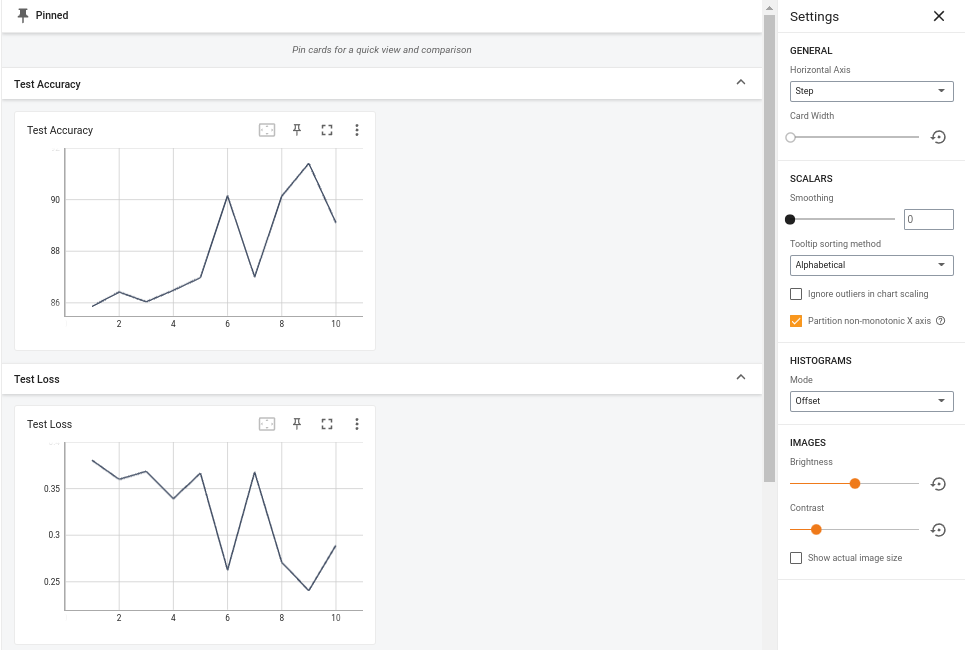 Pinned
Pin cards for a quick view and comparison
Test Accuracy
Test Accuracy
90
88
86
2 4 6 8 10
Test Loss
Test Loss
0.35
0.3
0.25
2 4 6 8 10
Settings
GENERAL
Horizontal Axis
Step
Card Width
SCALARS
Smoothing
0
Tooltip sorting method
Alphabetical
Ignore outliers in chart scaling
Partition non-monotonic X axis
HISTOGRAMS
Mode
Offset
IMAGES
Brightness
Contrast
Show actual image size